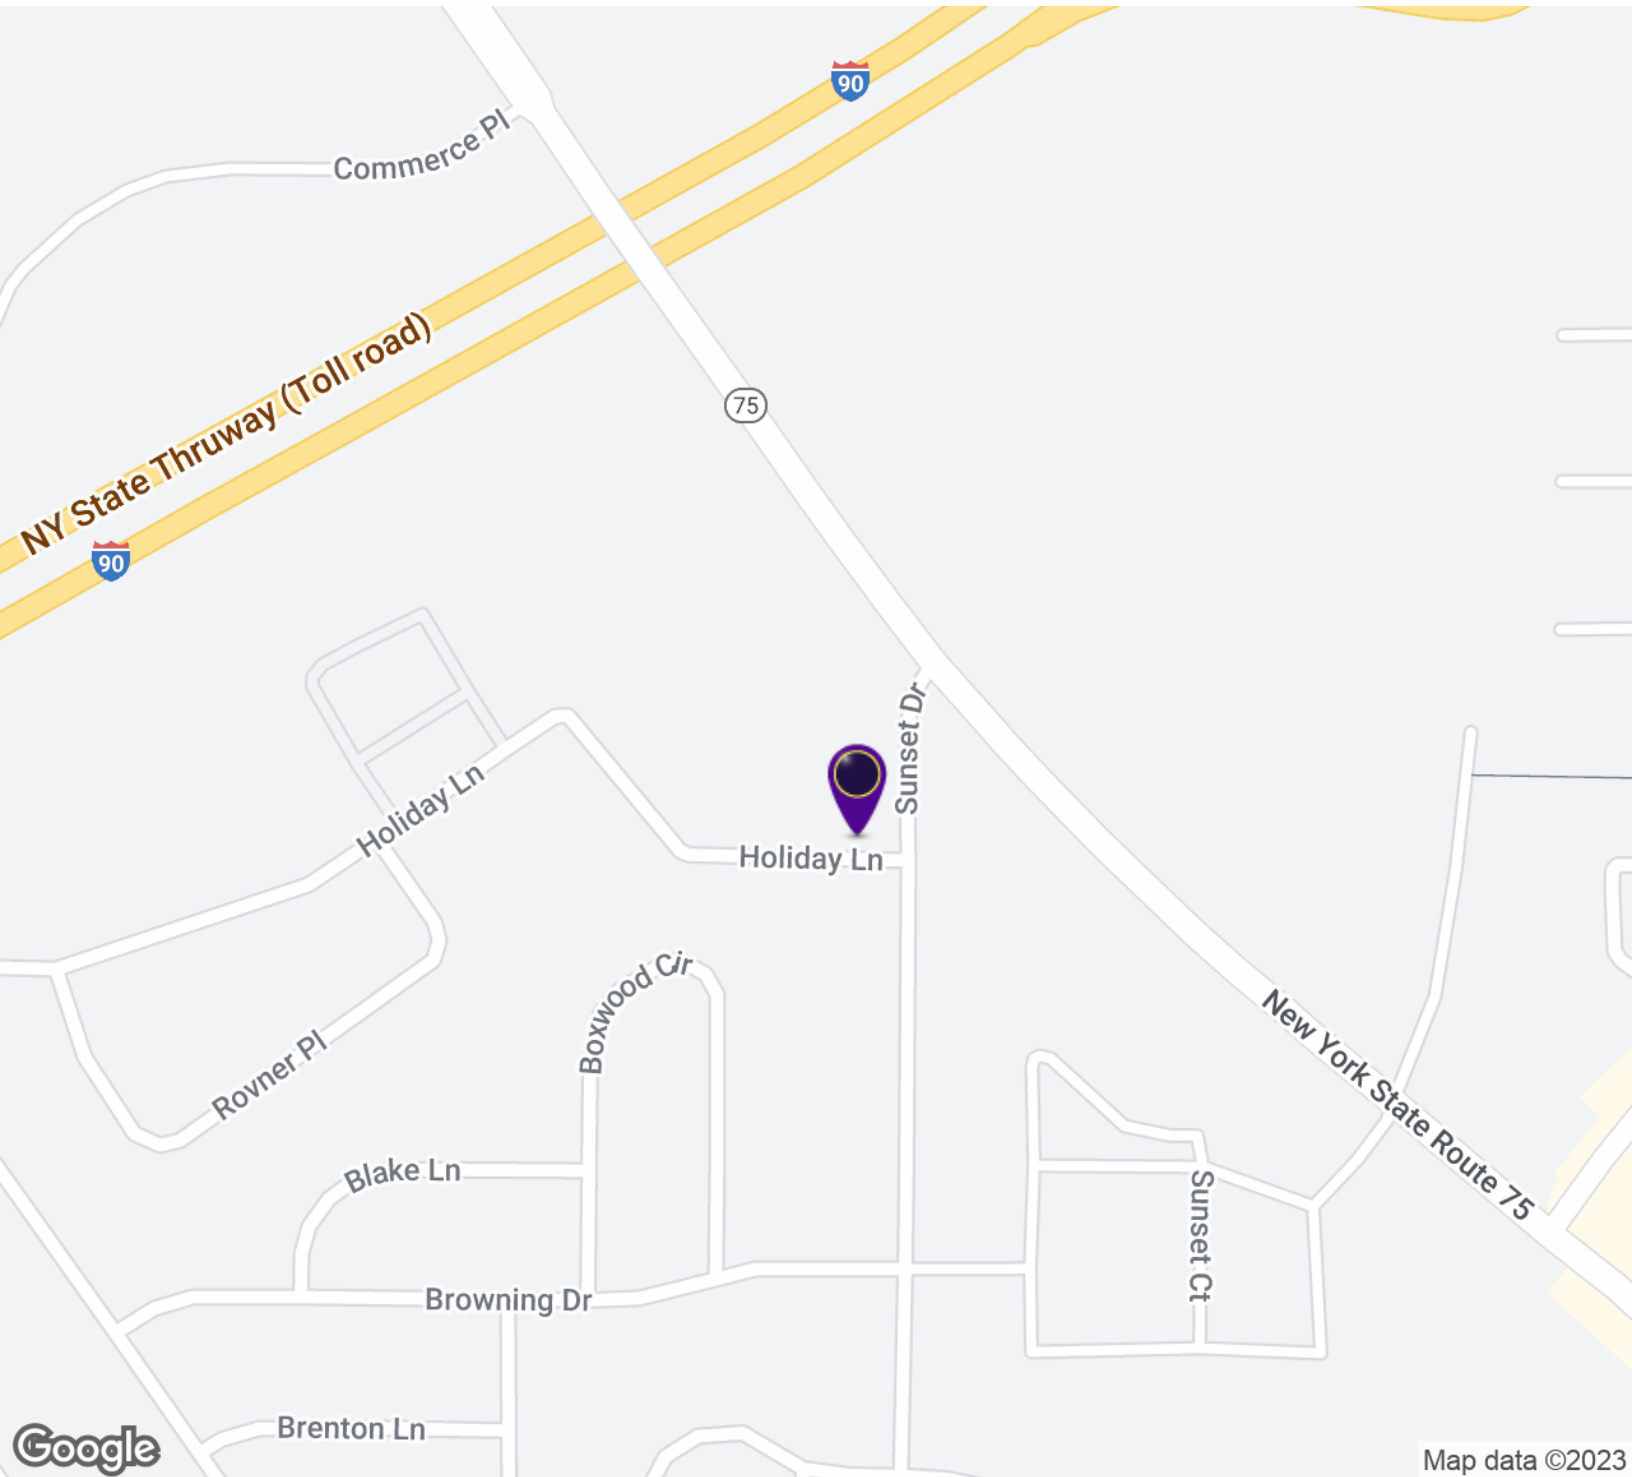 90
Commerce Pl
NY State Thruway (Toll road)
75
90
Sunset Dr
Holiday Ln
Holiday Ln
Boxwood Cir
New York State Route 75
Rovner Pl
Blake Ln
Sunset Ct
Browning Dr
Brenton Ln
Google
Map data ©2023